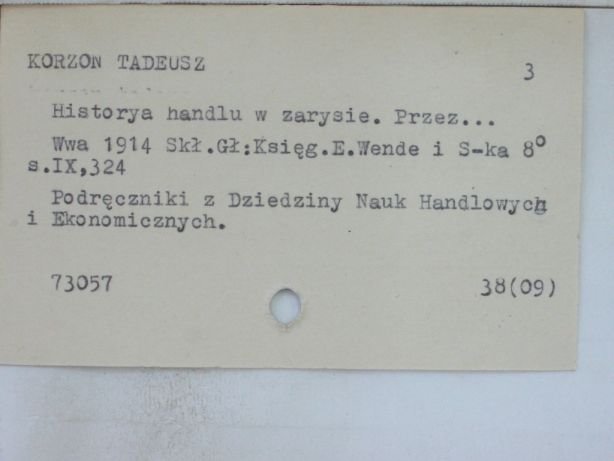 KORZON TADEUSZ
3
Historya handlu w zarysie. Przez...
Wwa 1914 Skł.Gł:Księg.E.Wende i S-ka 8º
s.IX,324
Podręczniki z Dziedziny Nauk Handlowych
i Ekonomicznych.
73057
38(09)